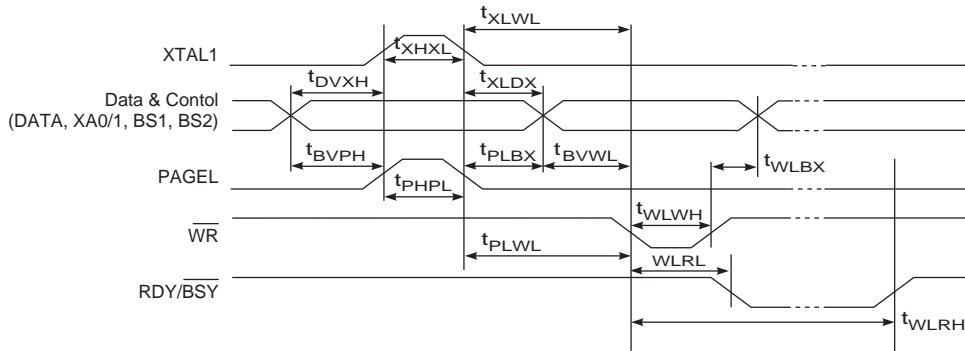 tXLWL
XTAL1
tXHXL
tDVXH
tXLDX
Data & Contol
(DATA, XA0/1, BS1, BS2)
tBVPH
tPLBX
tBVWL
tWLBX
PAGEL
tPHPL
WR
tWLWH
tPLWL
WLRL
RDY/BSY
tWLRH